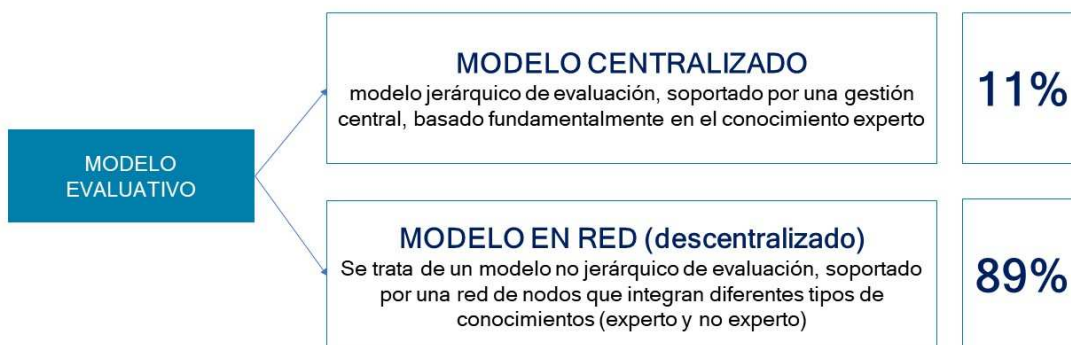 MODELO CENTRALIZADO
modelo jerárquico de evaluación, soportado por una gestión
central, basado fundamentalmente en el conocimiento experto
11%
MODELO
EVALUATIVO
MODELO EN RED (descentralizado)
Se trata de un modelo no jerárquico de evaluación, soportado
por una red de nodos que integran diferentes tipos de
conocimientos (experto y no experto)
89%